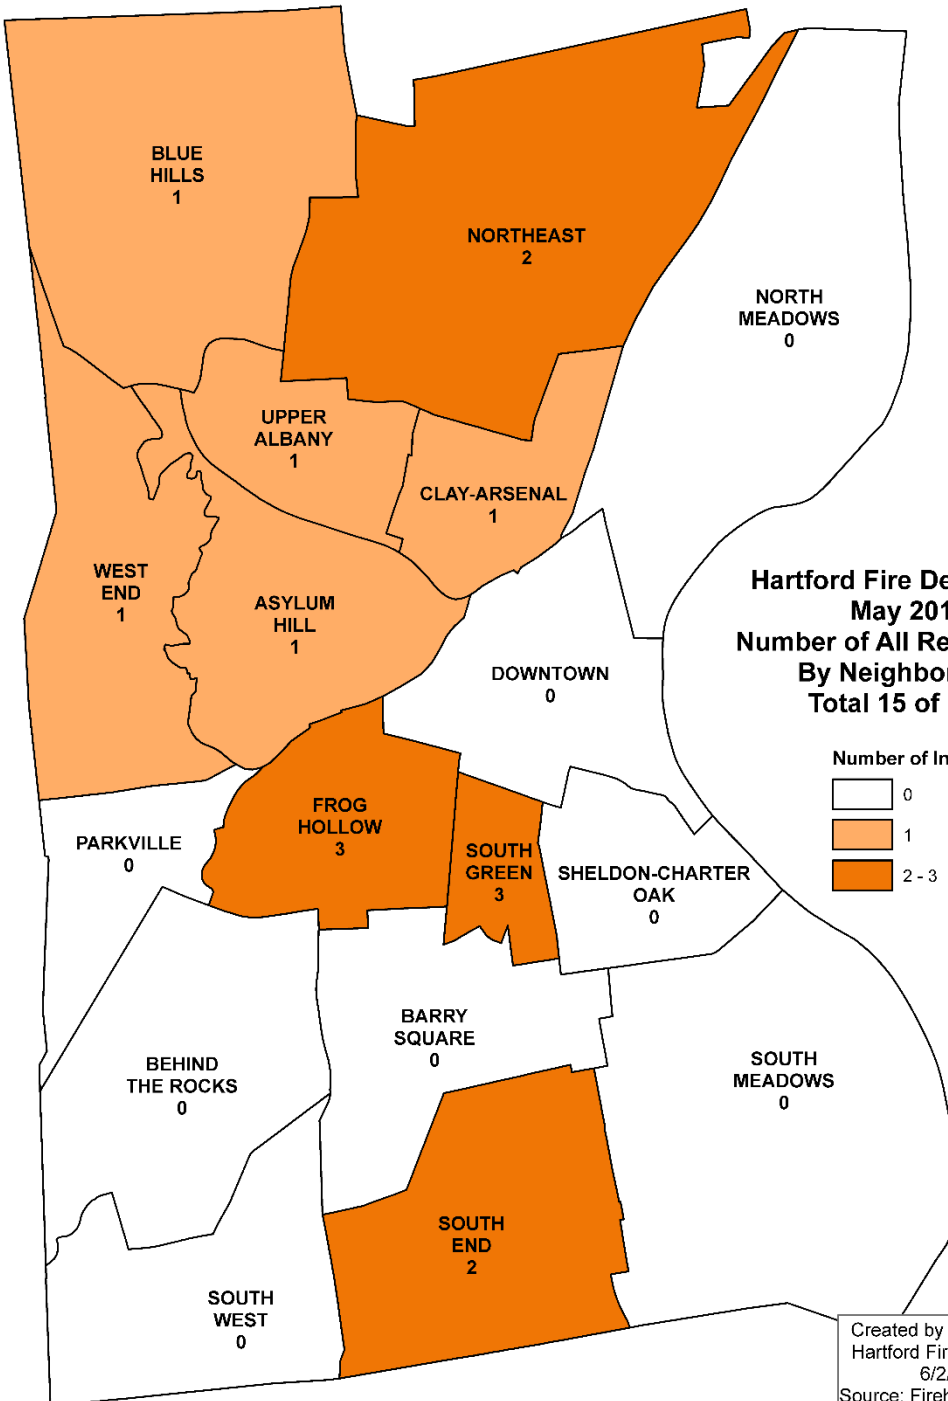 BLUE
HILLS
1
NORTHEAST
2
NORTH
MEADOWS
0
UPPER
ALBANY
1
CLAY-ARSENAL
1
WEST
END
1
ASYLUM
HILL
1
DOWNTOWN
0
Hartford Fire De
May 201
Number of All Re
By Neighbor
Total 15 of
Number of In
0
1
2 - 3
FROG
HOLLOW
3
PARKVILLE
0
SOUTH
GREEN
3
SHELDON-CHARTER
OAK
0
BARRY
SQUARE
0
BEHIND
THE ROCKS
0
SOUTH
MEADOWS
0
SOUTH
END
2
SOUTH
WEST
0
Created by
Hartford Fir
6/2/
Source: Fireh